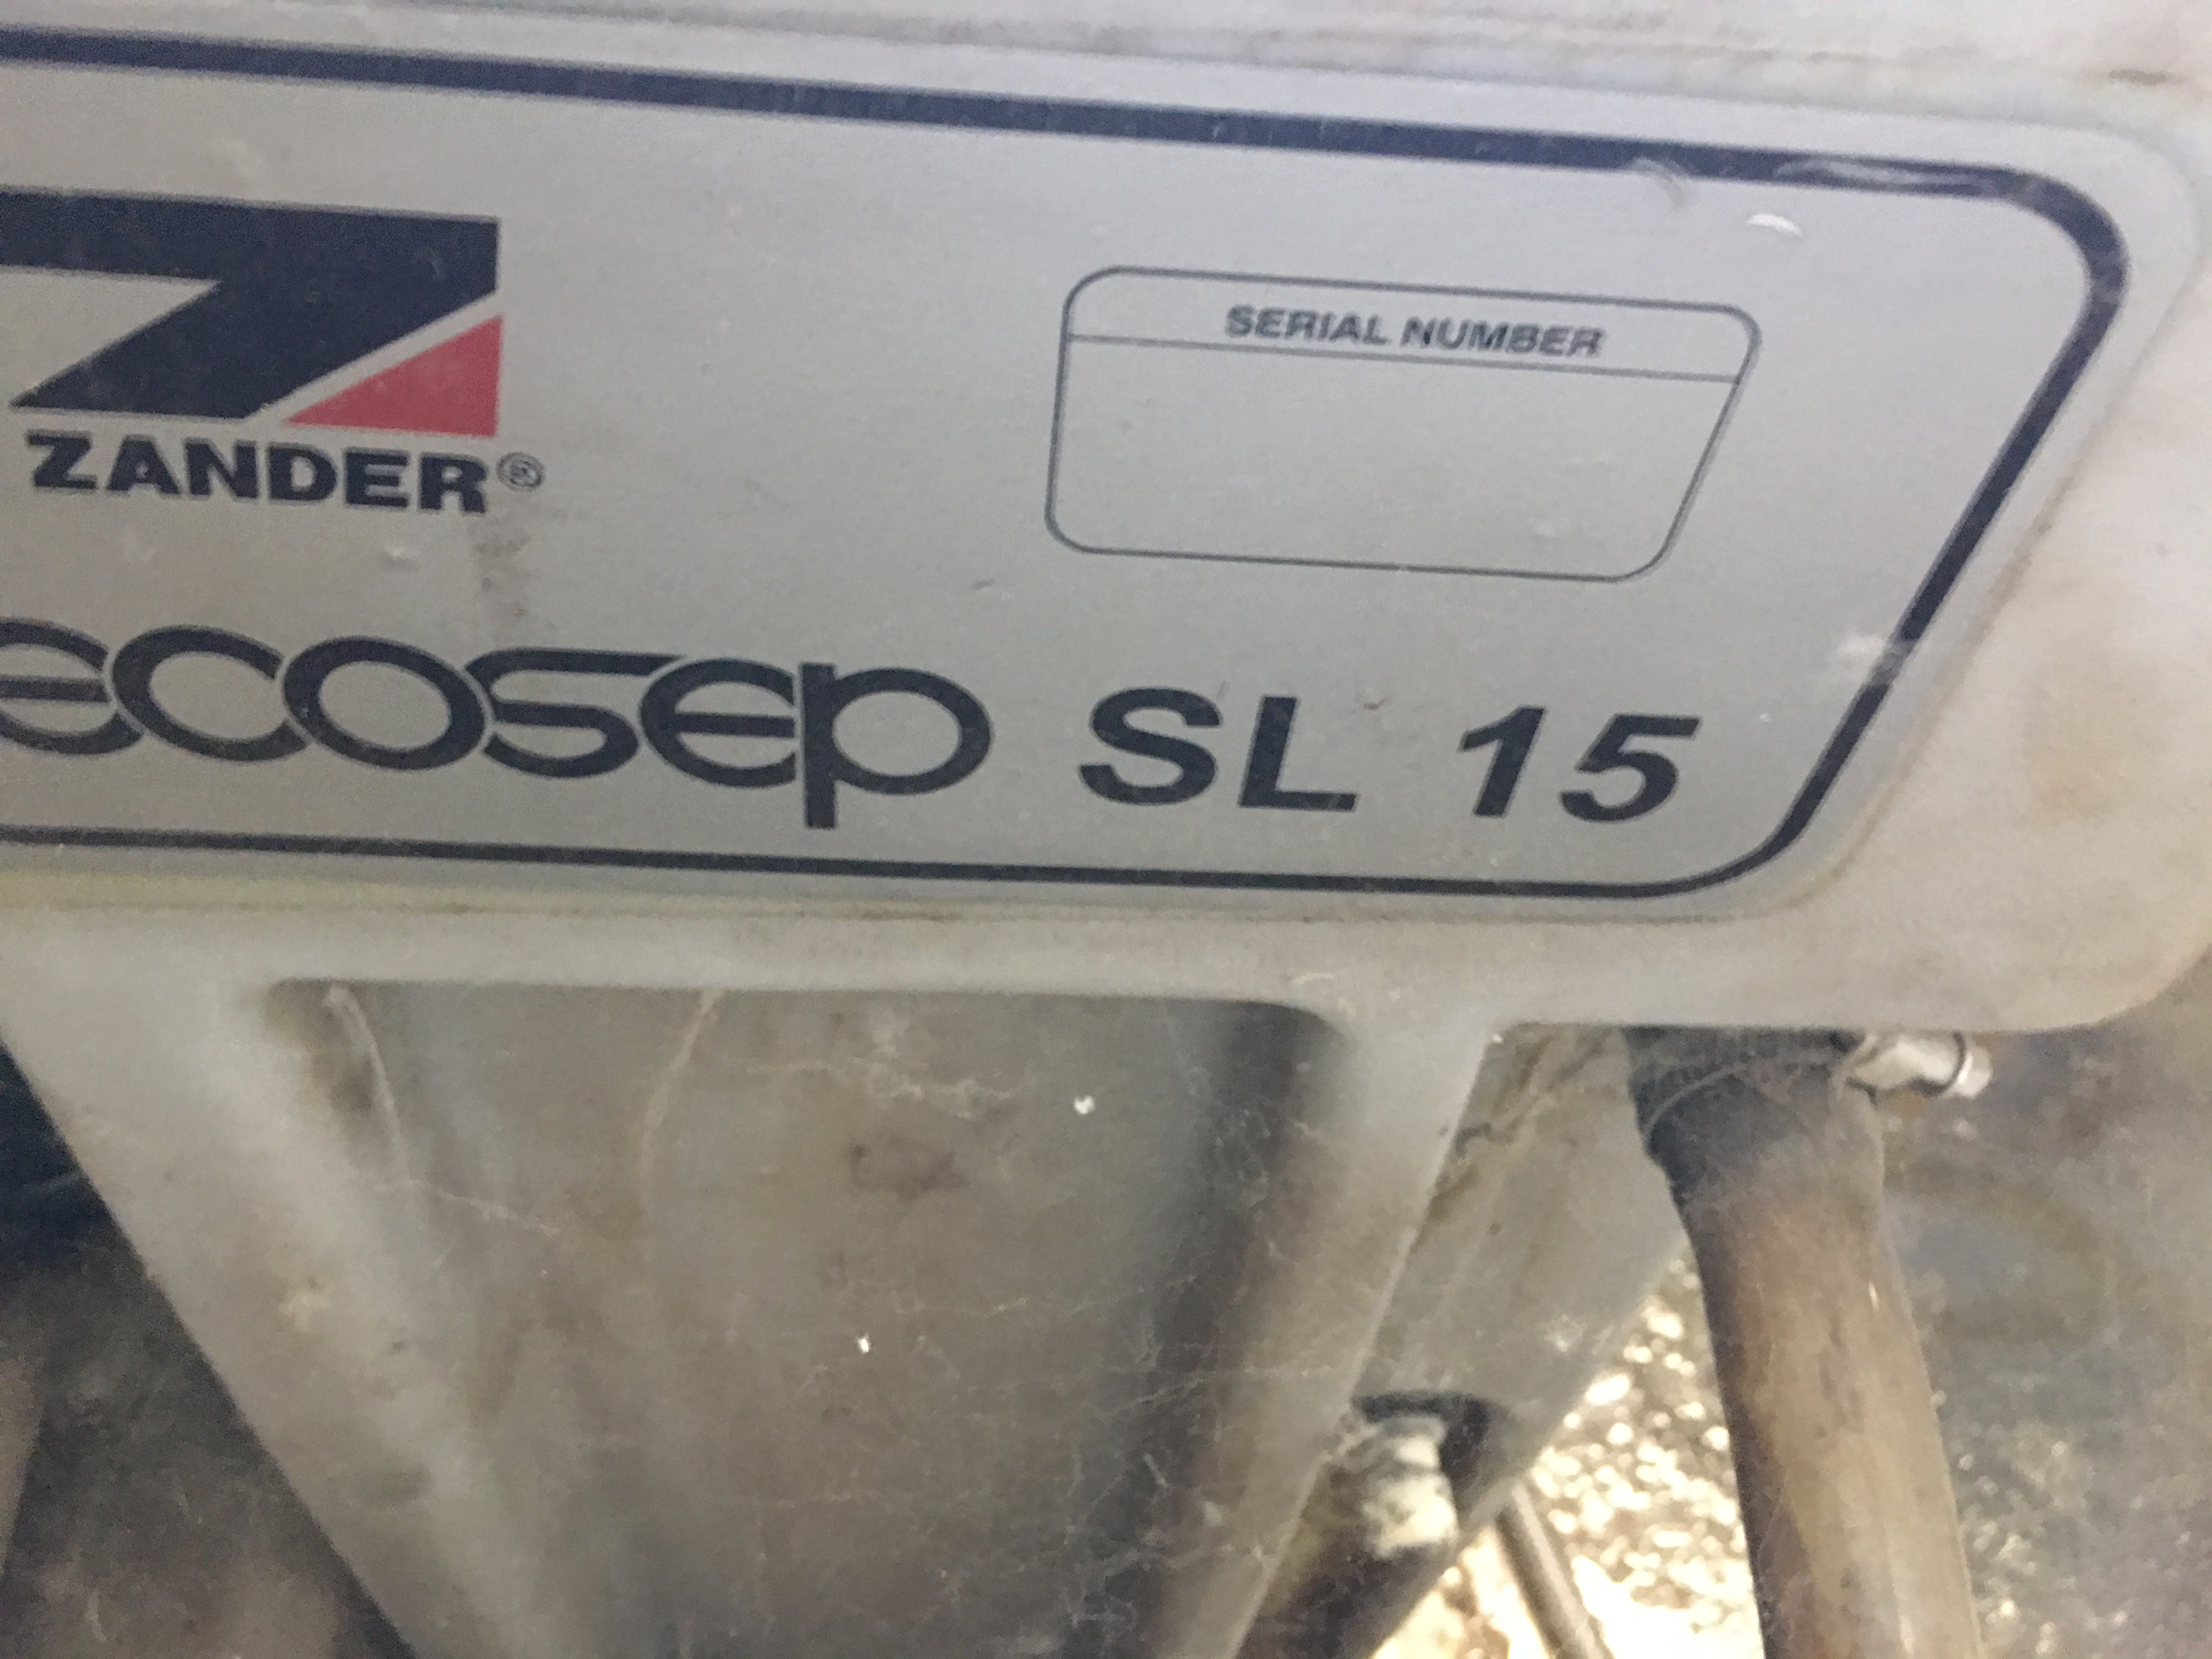 ZANDER®
SERIAL NUMBER
ecosep SL 15